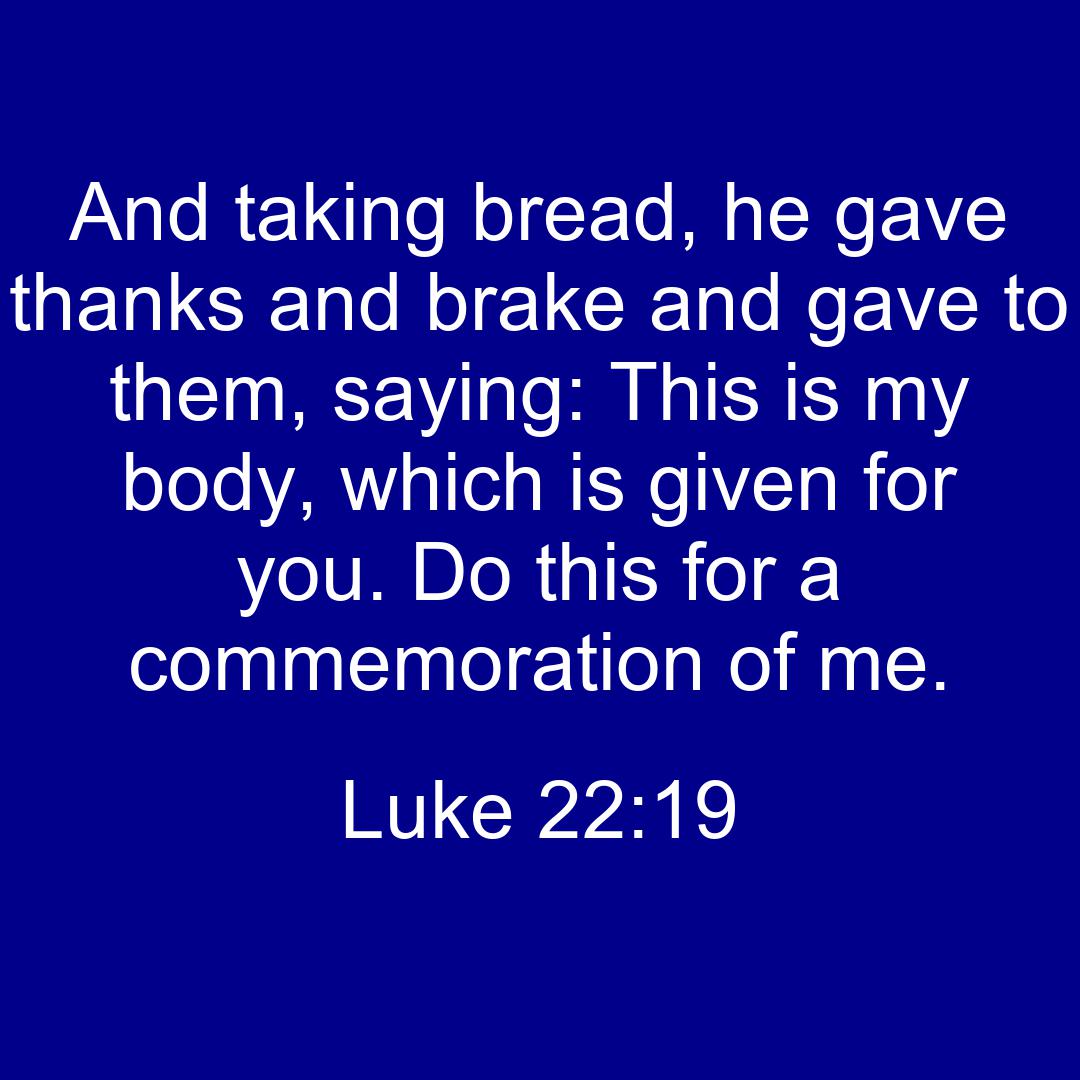 And taking bread, he gave
thanks and brake and gave to
them, saying: This is my
body, which is given for
you. Do this for a
commemoration of me.
Luke 22:19